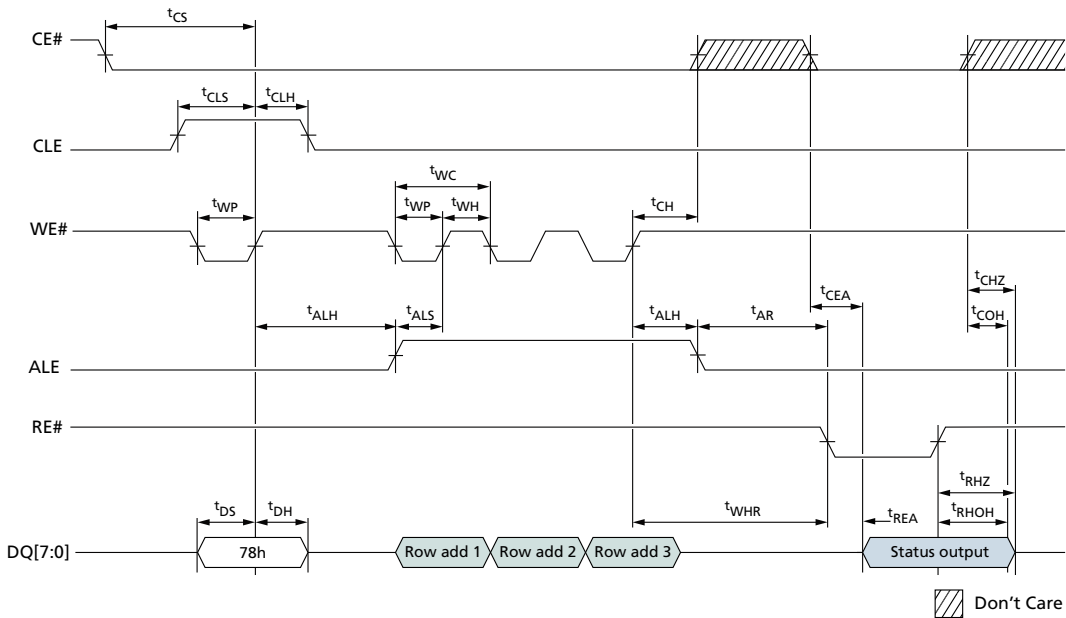 CE#
tCS
CLE
tCLS
tCLH
WE#
tWP
tWC
tWP
tWH
tCH
tCEA
tCHZ
tCOH
ALE
tALH
tALS
tALH
tAR
RE#
tWHR
tRHZ
tREA
tRHOH
DQ[7:0]
tDS
tDH
78h
Row add 1
Row add 2
Row add 3
Status output
Don't Care